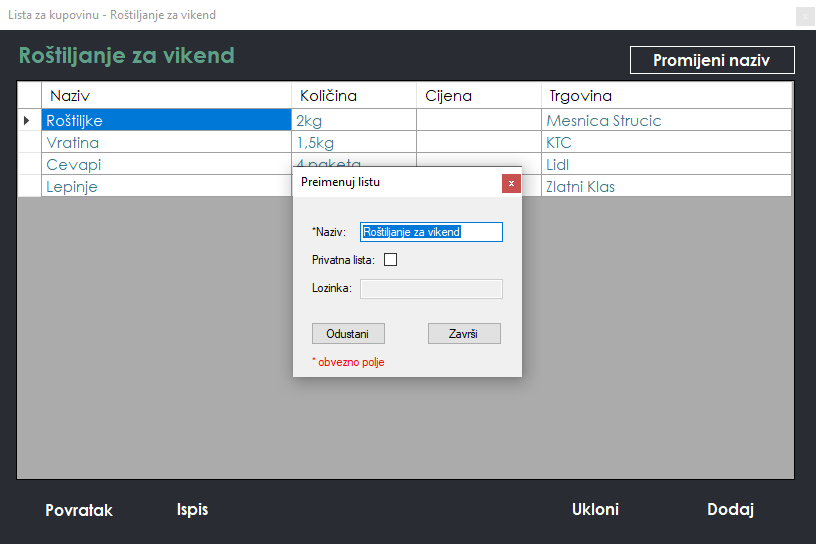 Lista za kupovinu - Roštiljanje za vikend
x
Roštiljanje za vikend
Promijeni naziv
Naziv Količina Cijena Trgovina
Roštiljke 2kg Mesnica Strucic
Vratina 1,5kg KTC
Cevapi 4 paketa Lidl
Lepinje Zlatni Klas
Preimenuj listu
x
*Naziv: Roštiljanje za vikend
Privatna lista:
Lozinka:
Odustani Završi
* obvezno polje
Povratak Ispis Ukloni Dodaj